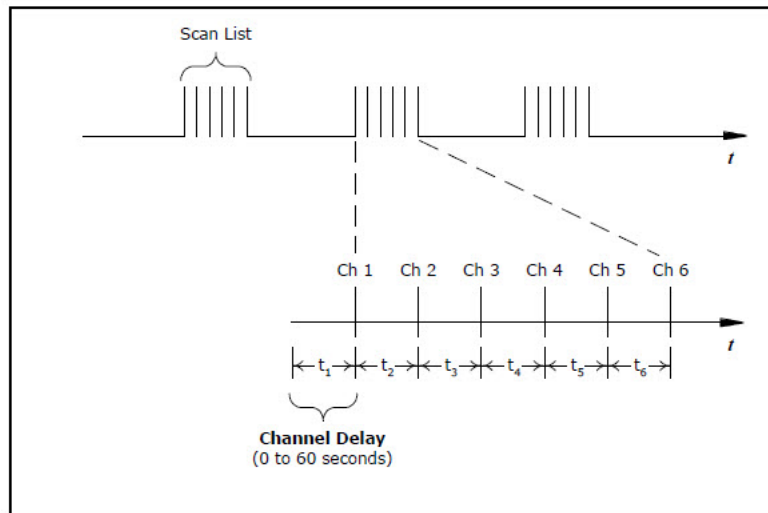 Scan List
t
Ch 1 Ch 2 Ch 3 Ch 4 Ch 5 Ch 6
t
t1 t2 t3 t4 t5 t6
Channel Delay
(0 to 60 seconds)